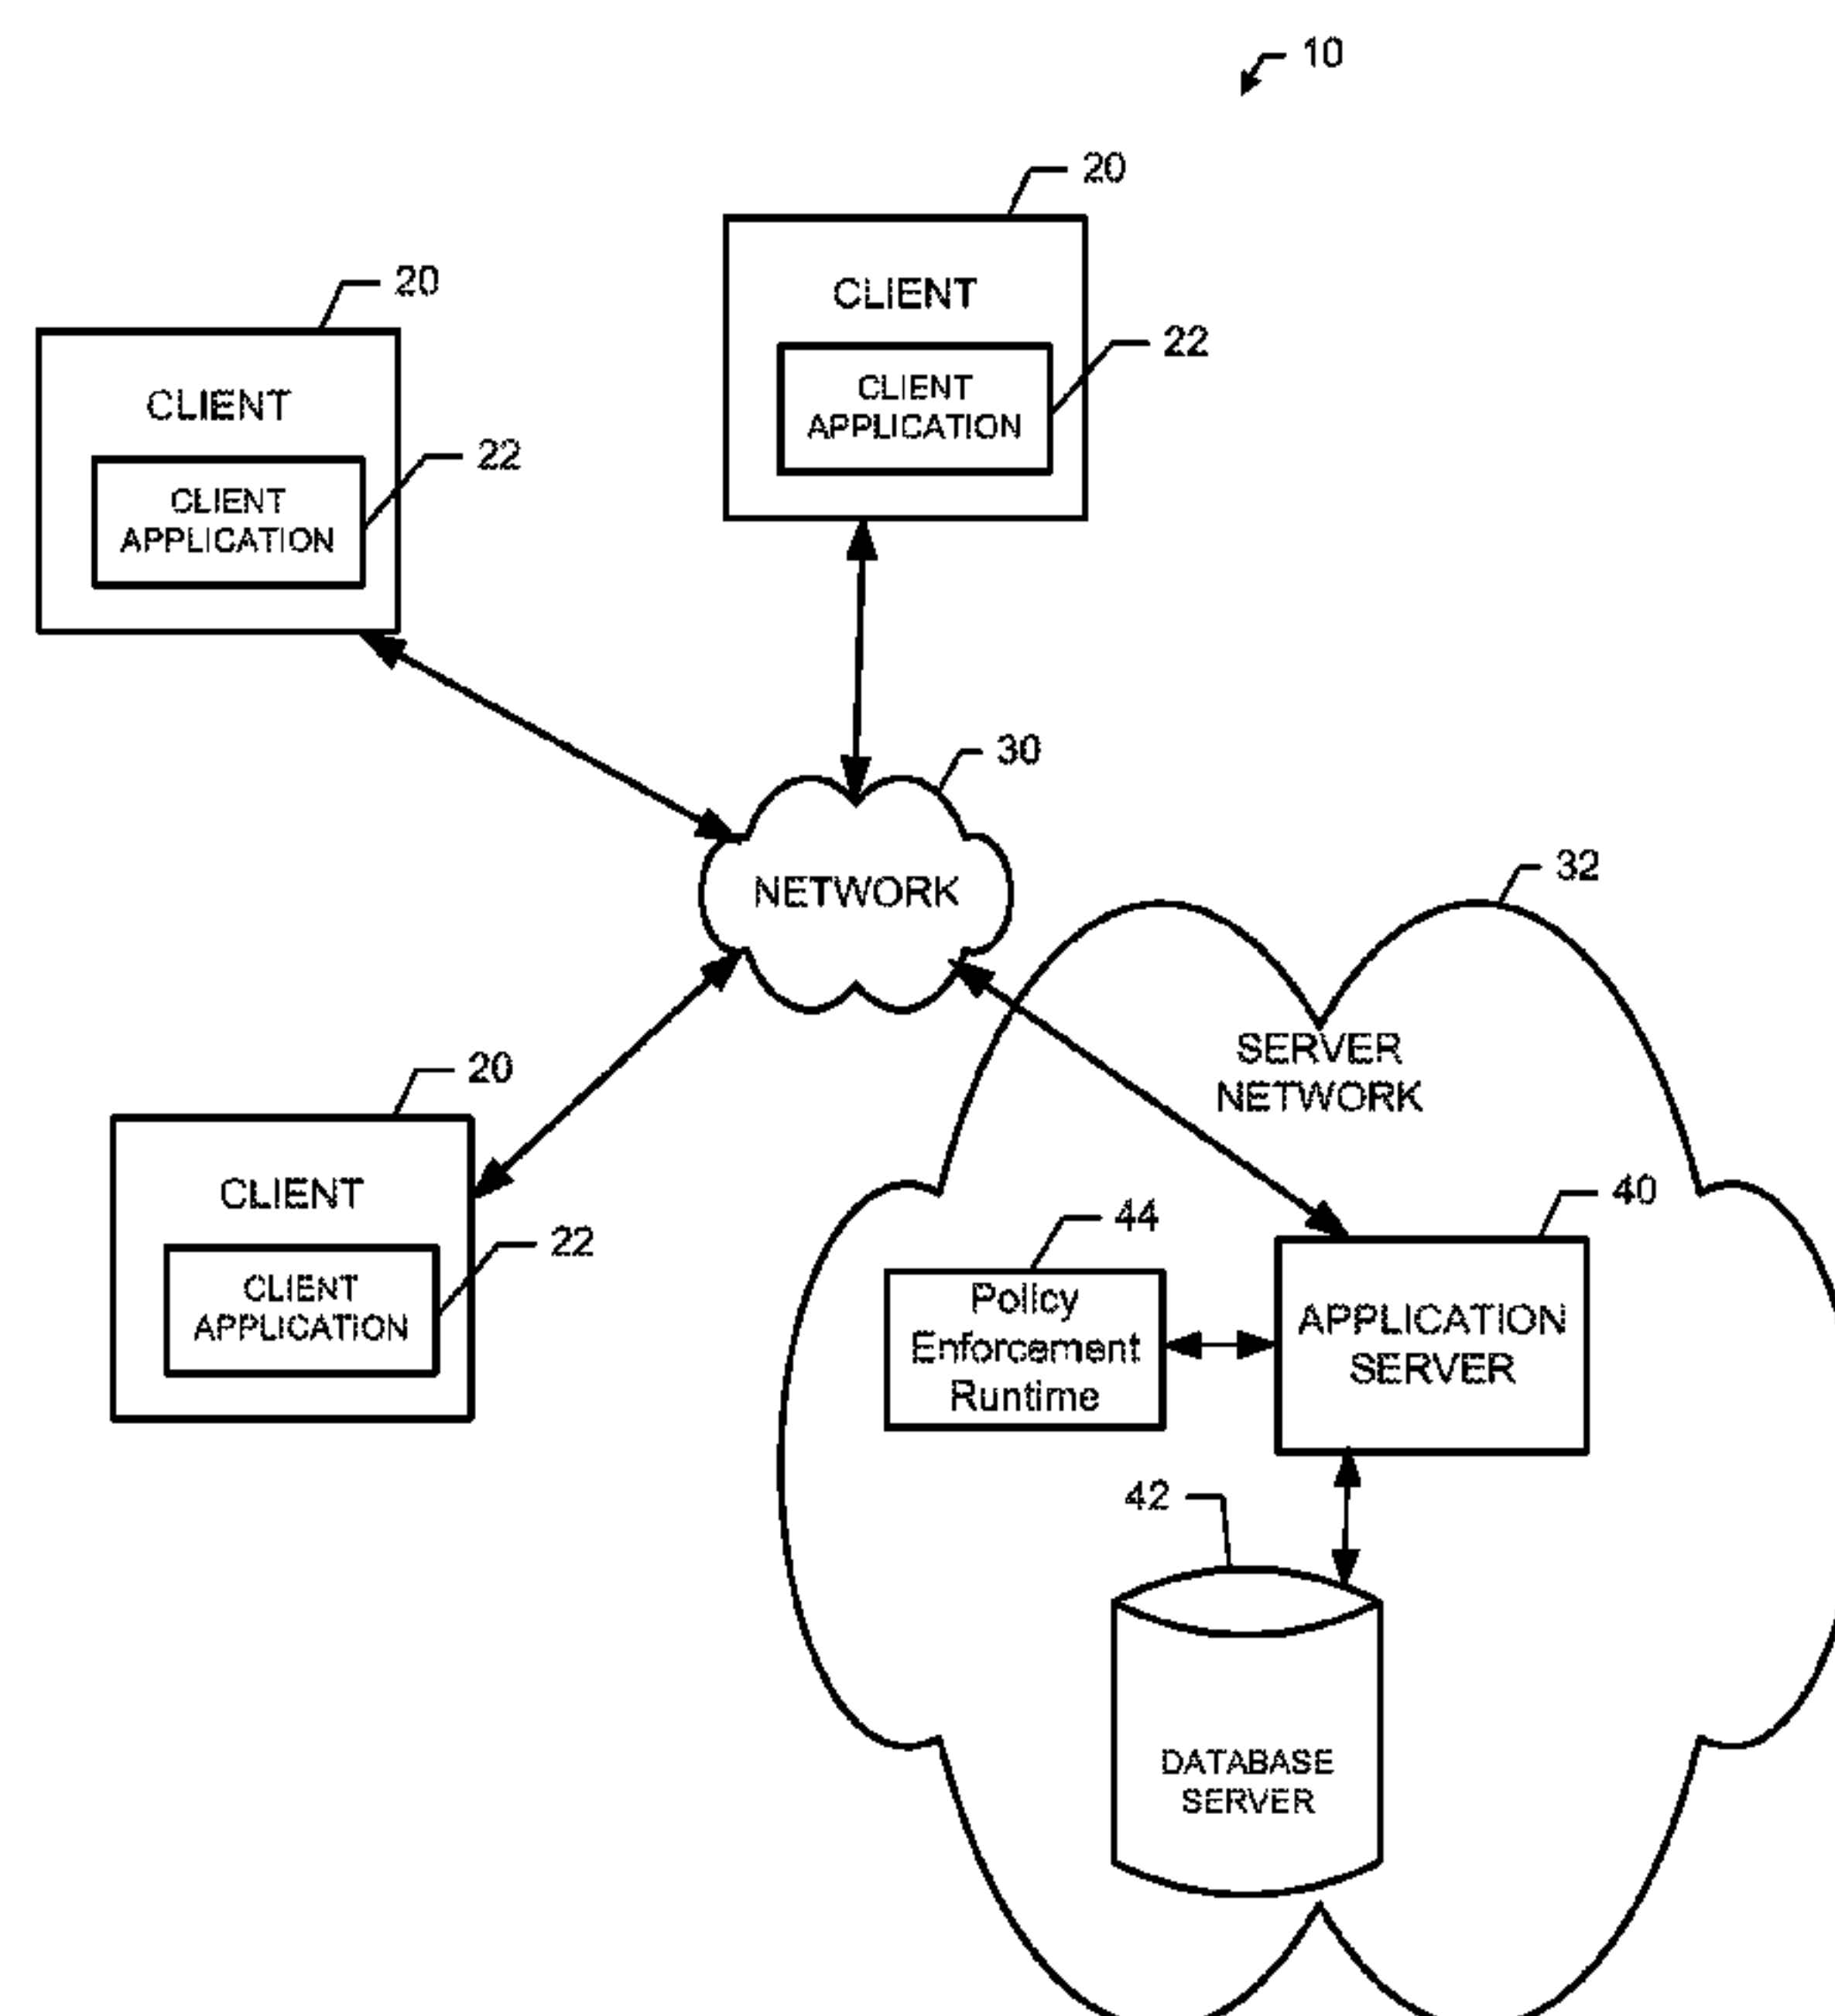 10
20
CLIENT
22
CLIENT
APPLICATION
20
CLIENT
22
CLIENT
APPLICATION
30
NETWORK
32
SERVER
NETWORK
20
CLIENT
22
CLIENT
APPLICATION
44
Policy
Enforcement
Runtime
40
APPLICATION
SERVER
42
DATABASE
SERVER